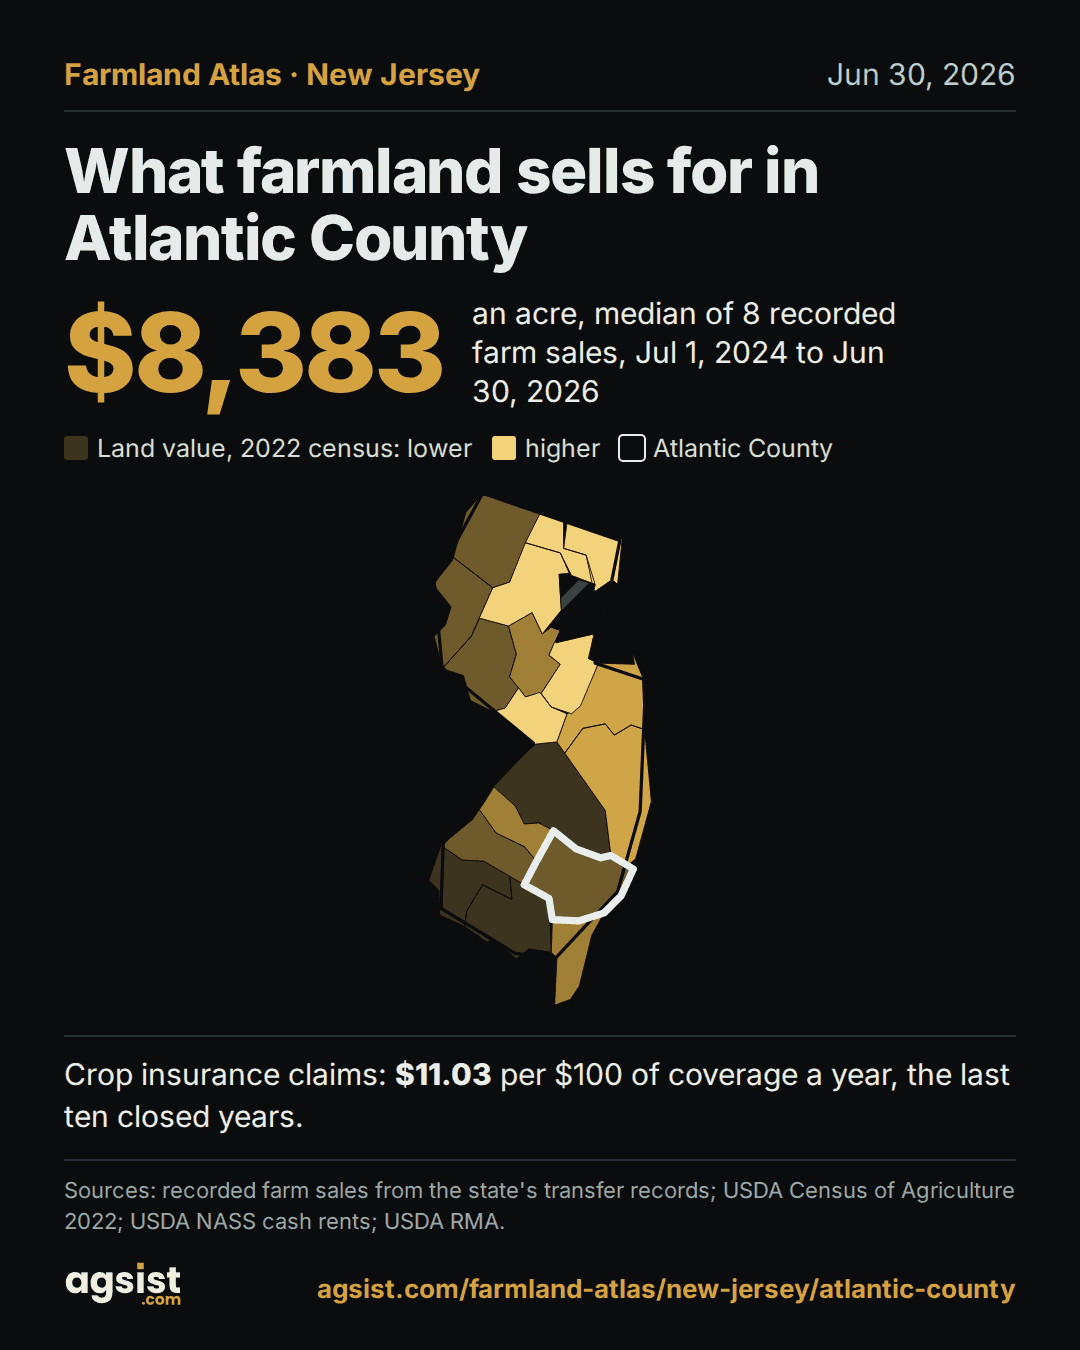 Farmland Atlas · New Jersey
Jun 30, 2026
What farmland sells for in
Atlantic County
$8,383
an acre, median of 8 recorded
farm sales, Jul 1, 2024 to Jun
30, 2026
Land value, 2022 census: lower
higher
Atlantic County
Crop insurance claims: $11.03 per $100 of coverage a year, the last
ten closed years.
Sources: recorded farm sales from the state's transfer records; USDA Census of Agriculture
2022; USDA NASS cash rents; USDA RMA.
agsist
.com
agsist.com/farmland-atlas/new-jersey/atlantic-county